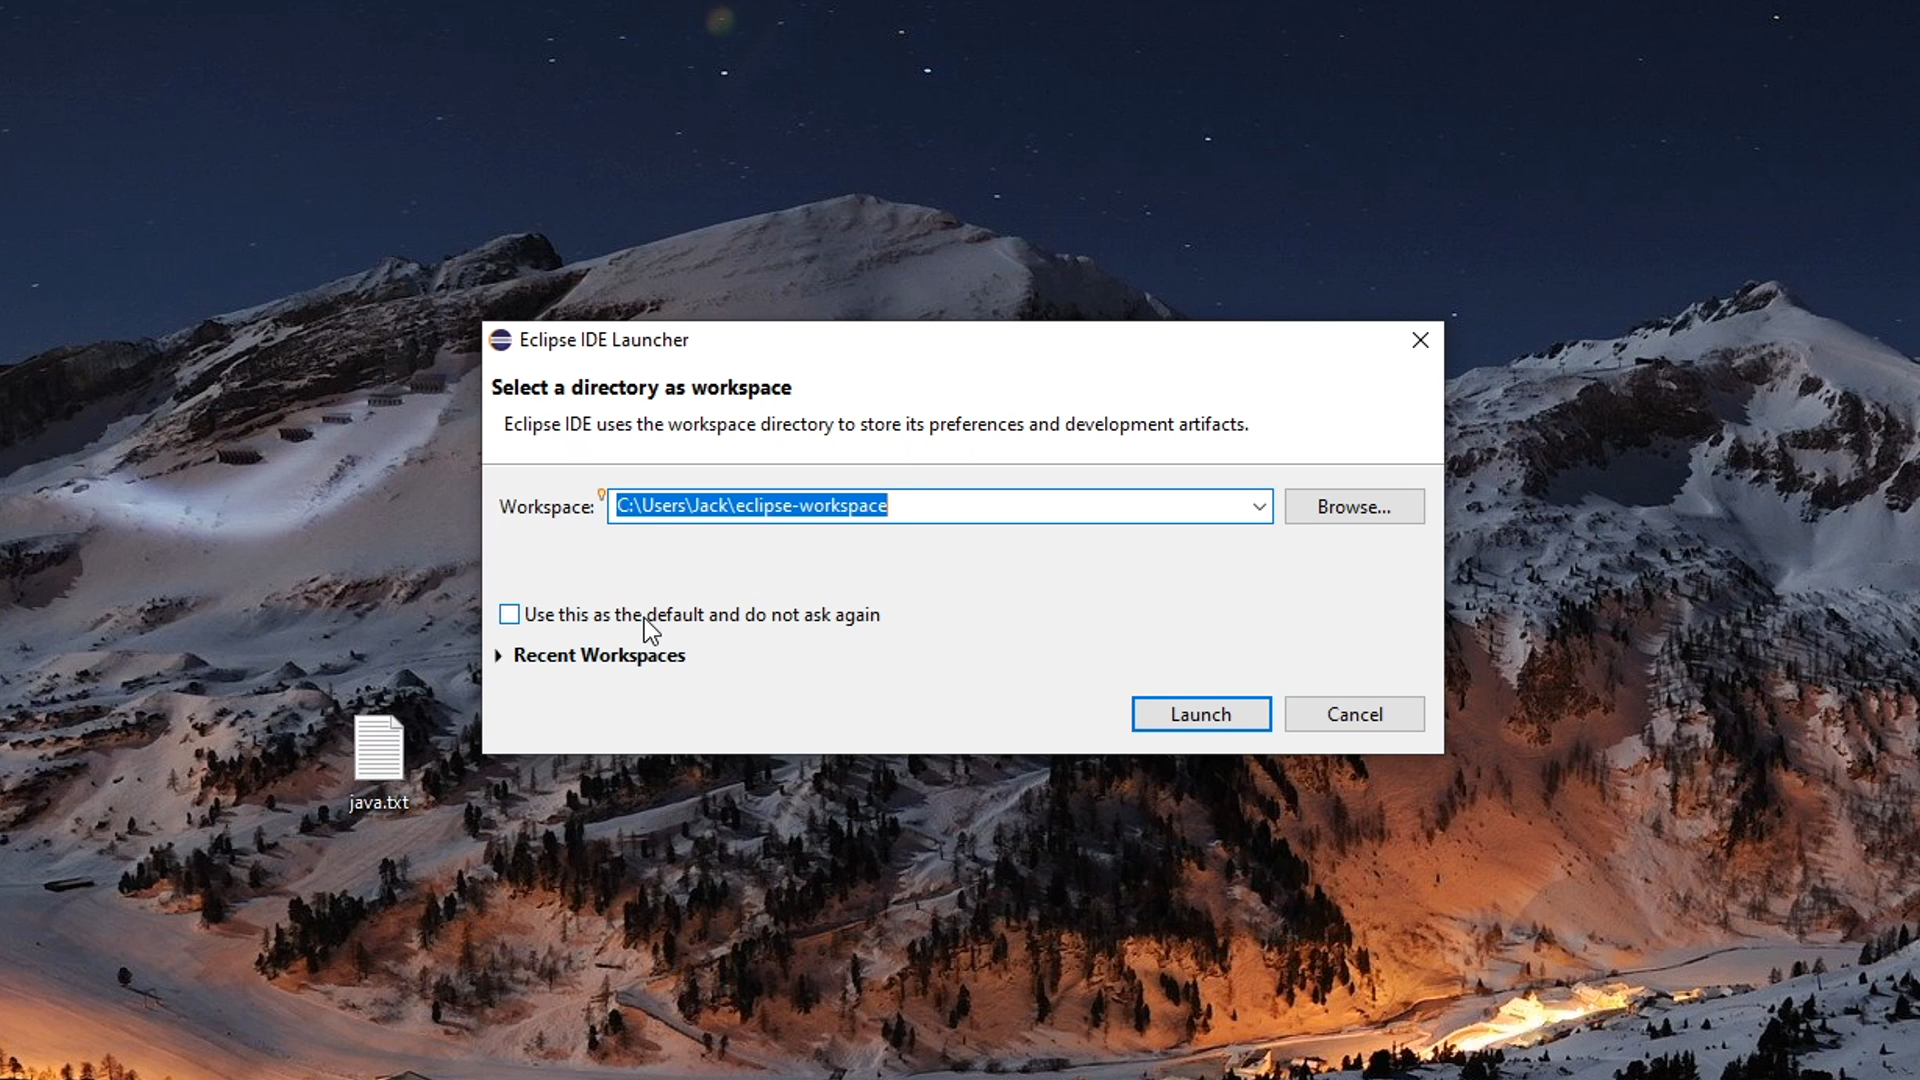 Eclipse IDE Launcher
Select a directory as workspace
Eclipse IDE uses the workspace directory to store its preferences and development artifacts.
Workspace: C:\Users\Jack\eclipse-workspace Browse...
Use this as the default and do not ask again
Recent Workspaces
Launch Cancel
java.txt